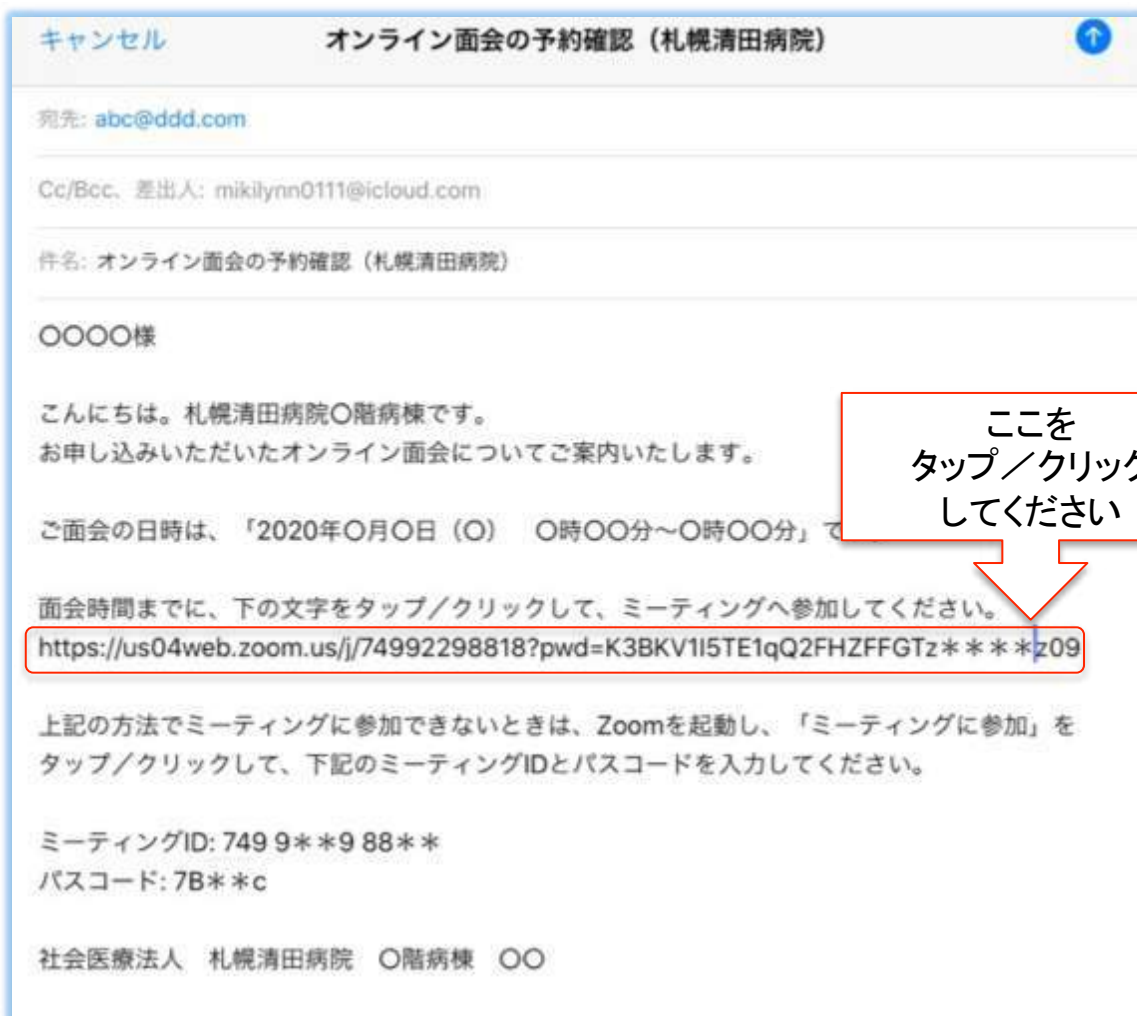 キャンセル オンライン面会の予約確認（札幌清田病院）
宛先: abc@ddd.com
Cc/Bcc、差出人: mikilynn0111@icloud.com
件名: オンライン面会の予約確認（札幌清田病院）
〇〇〇〇様
こんにちは。札幌清田病院〇階病棟です。
お申し込みいただいたオンライン面会についてご案内いたします。
ここを
タップ／クリック
してください
ご面会の日時は、「2020年〇月〇日（〇）　〇時〇〇分～〇時〇〇分」で
面会時間までに、下の文字をタップ/クリックして、ミーティングへ参加してください。
https://us04web.zoom.us/j/74992298818?pwd=K3BKV1I5TE1qQ2FHZFFGTz＊＊＊＊z09
上記の方法でミーティングに参加できないときは、Zoomを起動し、「ミーティングに参加」を
タップ/クリックして、下記のミーティングIDとパスコードを入力してください。
ミーティングID: 749 9＊＊9 88＊＊
パスコード: 7B＊＊c
社会医療法人　札幌清田病院　〇階病棟　〇〇